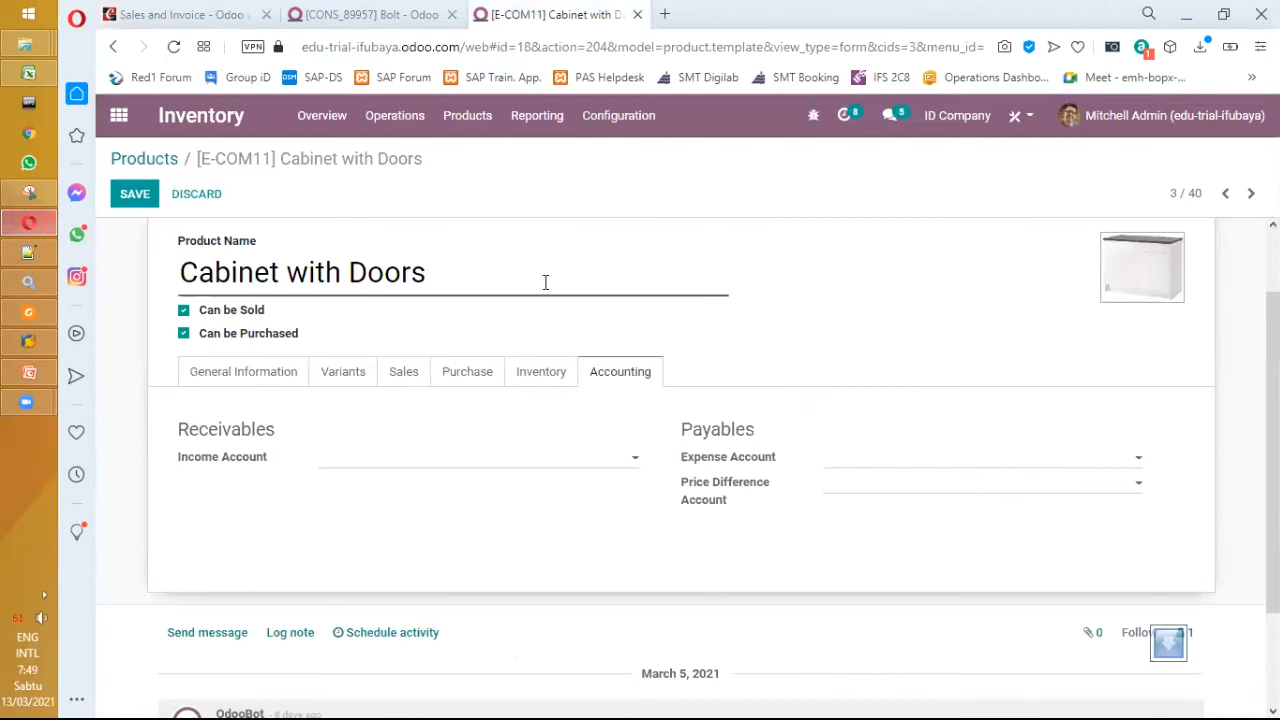 Sales and Invoice - Odoo
[CONS_89957] Bolt - Odoo
[E-COM11] Cabinet with D
VPN
edu-trial-ifubaya.odoo.com/web#id=18&action=204&model=product.template&view_type=form&cids=3&menu_id=
Red1 Forum
Group iD
SAP-DS
SAP Forum
SAP Train. App.
PAS Helpdesk
SMT Digilab
SMT Booking
IFS 2C8
Operations Dashbo...
Meet - emh-bopx-...
Inventory
Overview
Operations
Products
Reporting
Configuration
8
5
ID Company
Mitchell Admin (edu-trial-ifubaya)
Products / [E-COM11] Cabinet with Doors
SAVE
DISCARD
3 / 40
Product Name
Cabinet with Doors
Can be Sold
Can be Purchased
General Information
Variants
Sales
Purchase
Inventory
Accounting
Receivables
Income Account
Payables
Expense Account
Price Difference
Account
Send message
Log note
Schedule activity
0
1
March 5, 2021
OdooBot - 8 days ago
61
ENG
INTL
7:49
Sabtu
13/03/2021